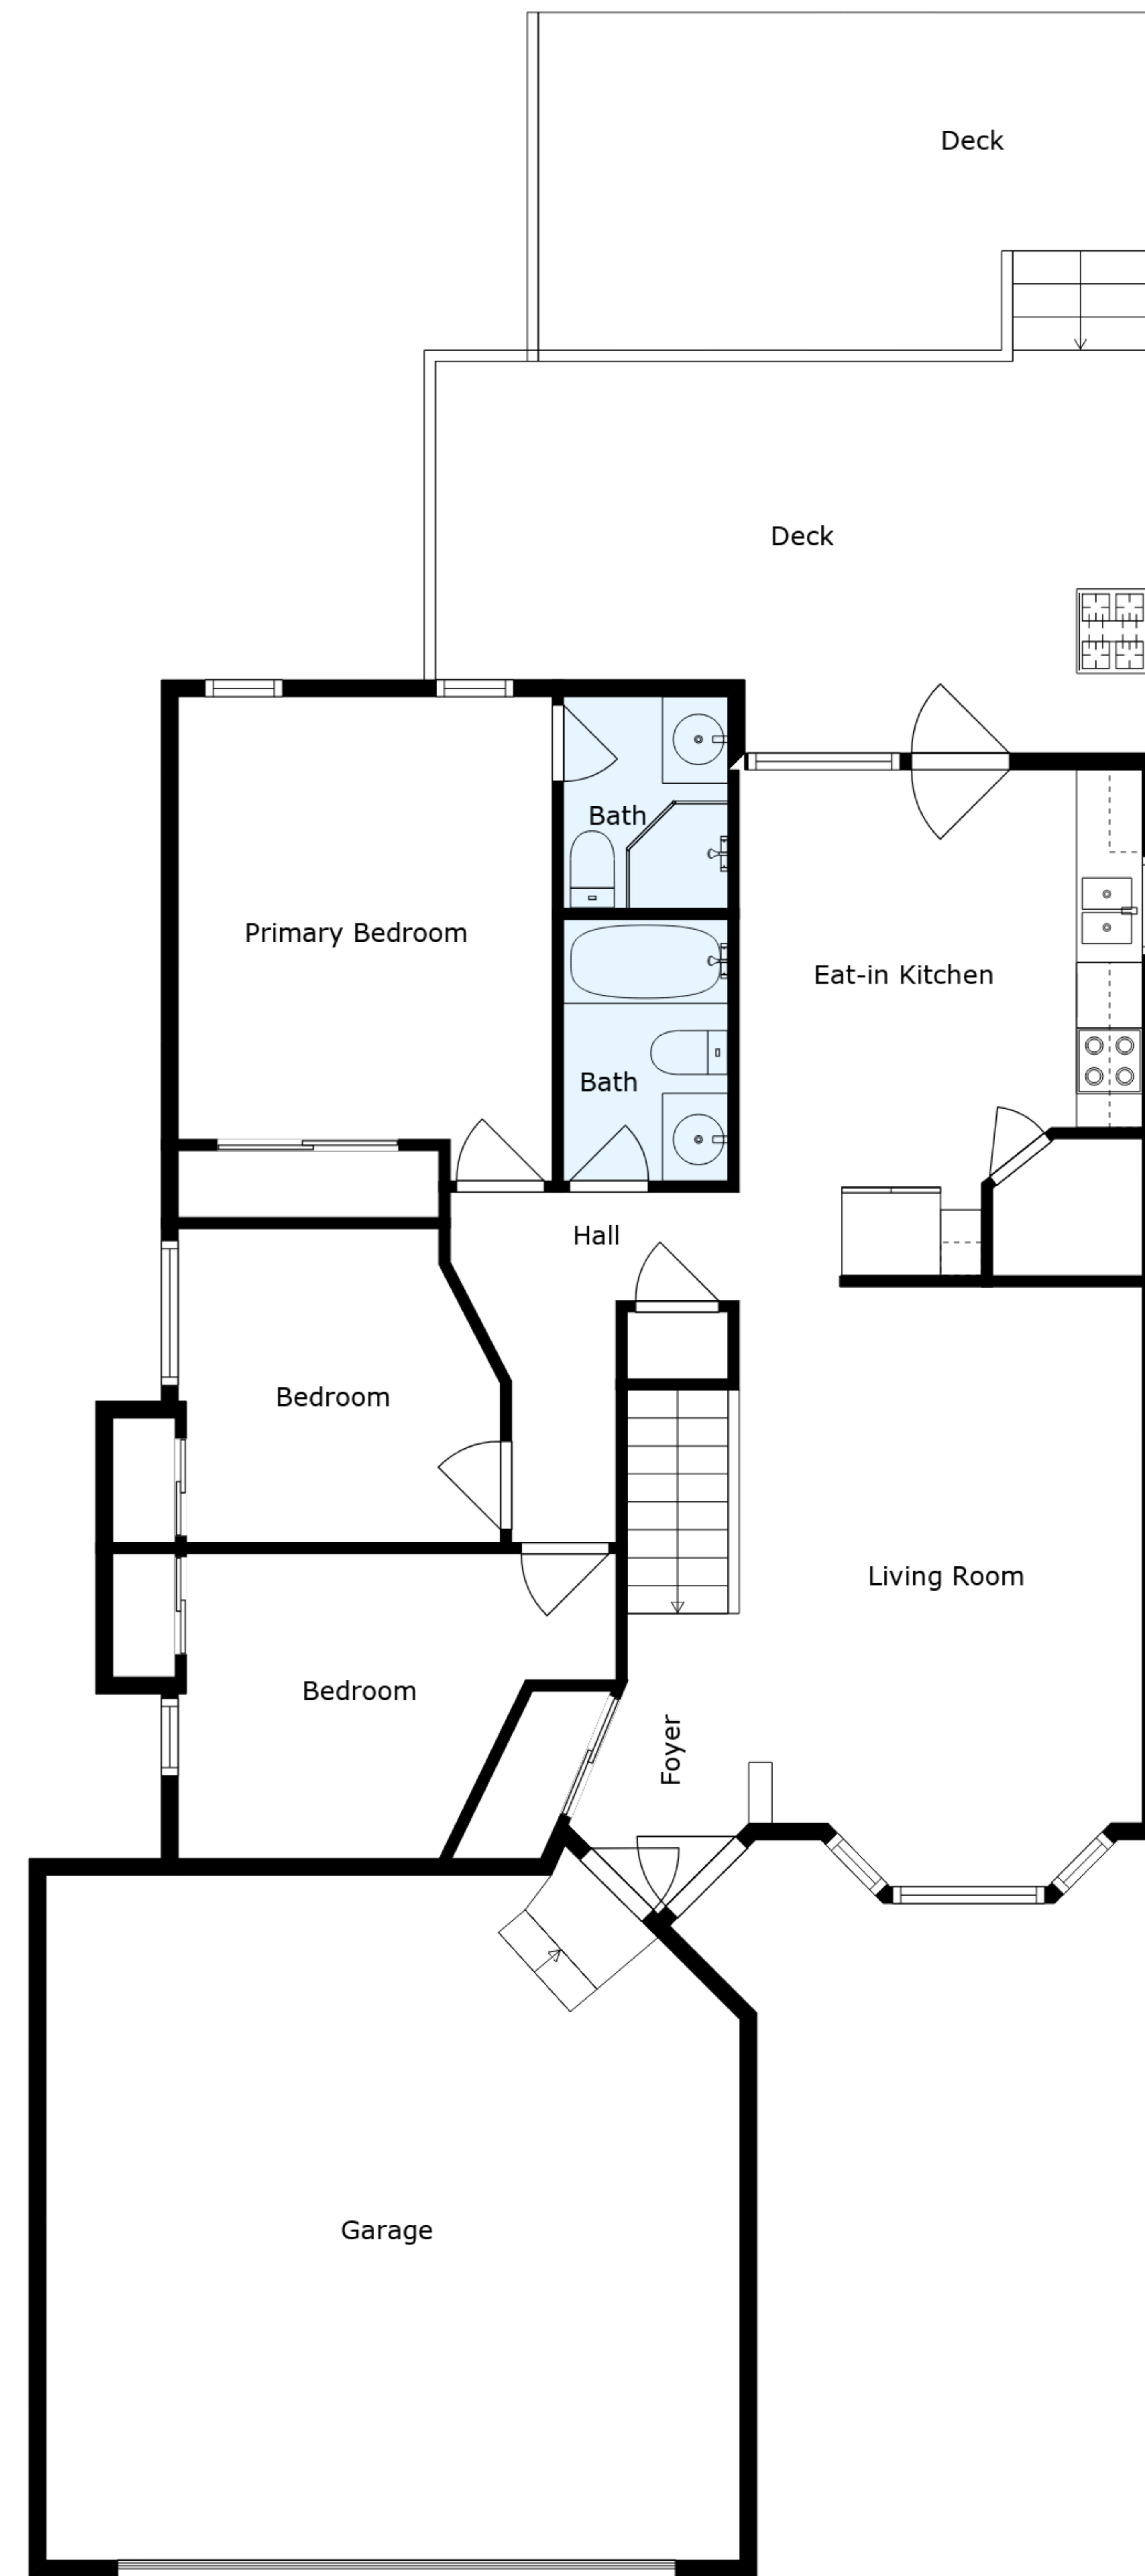 Deck
Deck
Bath
Primary Bedroom
Eat-in Kitchen
Bath
Hall
Bedroom
Living Room
Bedroom
Foyer
Garage